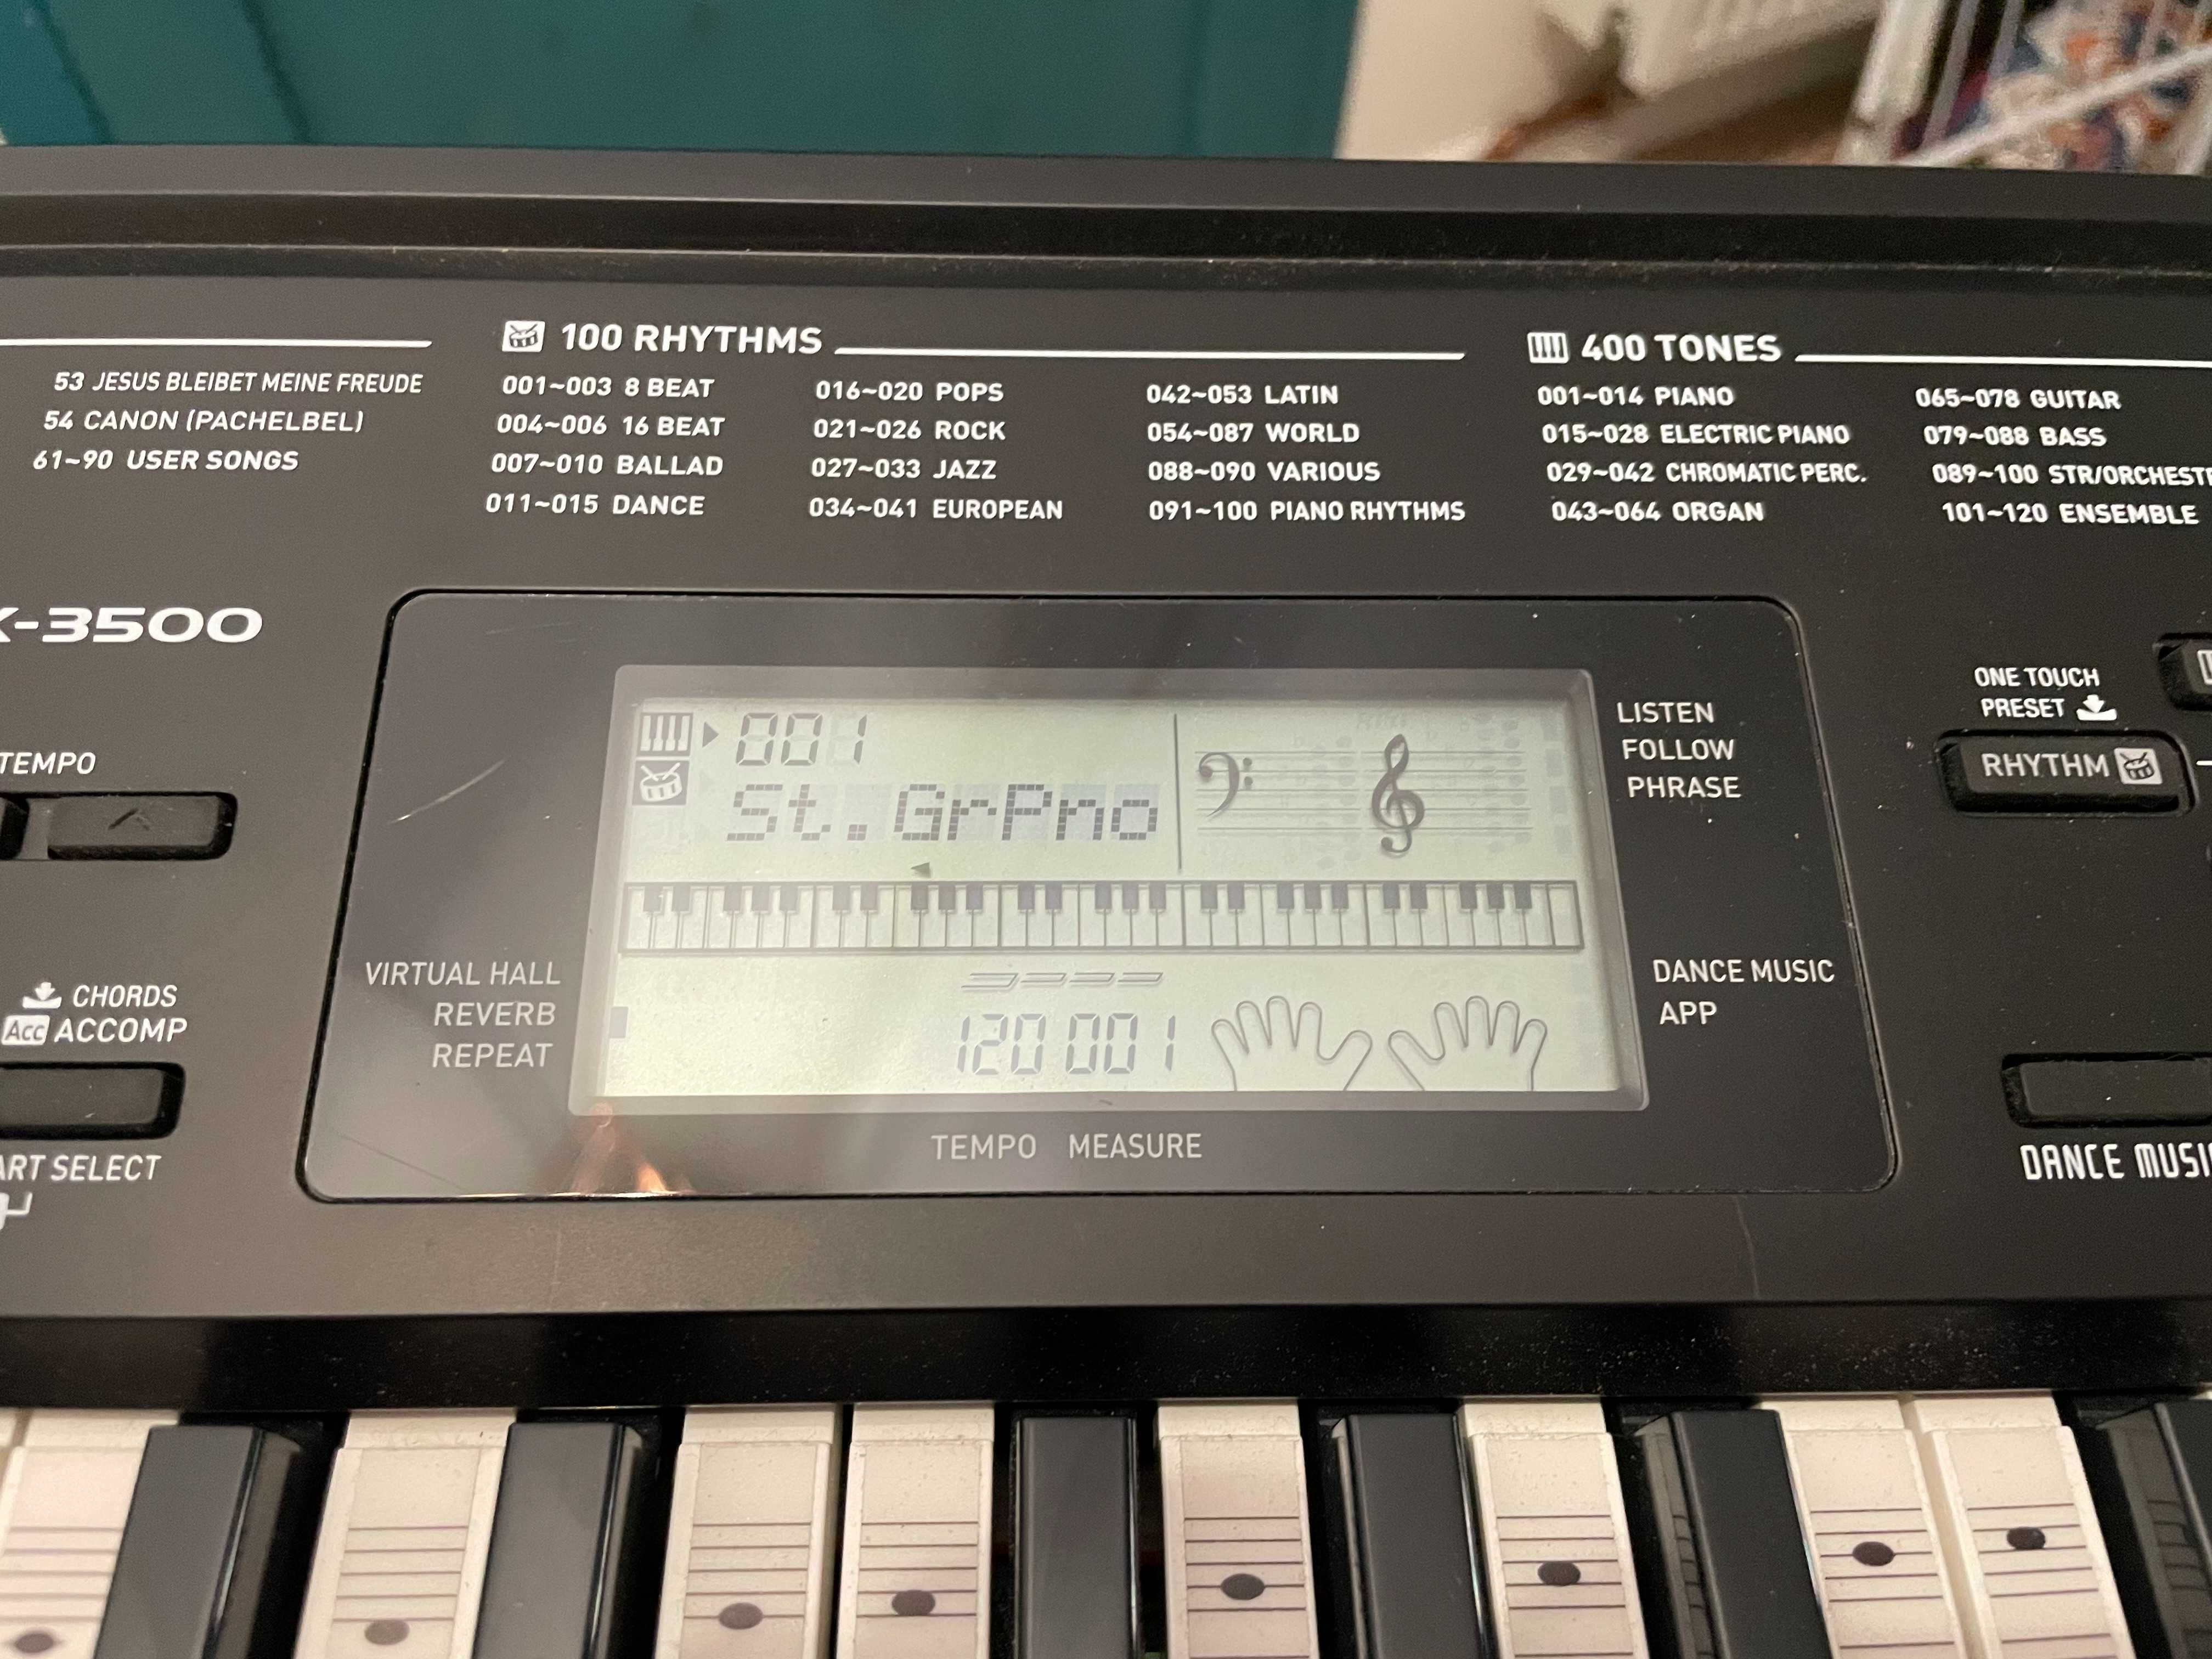 100 RHYTHMS
400 TONES
53 JESUS BLEIBET MEINE FREUDE
54 CANON (PACHELBEL)
61~90 USER SONGS
001~003 8 BEAT
004~006 16 BEAT
007~010 BALLAD
011~015 DANCE
016~020 POPS
021~026 ROCK
027~033 JAZZ
034~041 EUROPEAN
042~053 LATIN
054~087 WORLD
088~090 VARIOUS
091~100 PIANO RHYTHMS
001~014 PIANO
015~028 ELECTRIC PIANO
029~042 CHROMATIC PERC.
043~064 ORGAN
065~078 GUITAR
079~088 BASS
089~100 STR/ORCHESTR
101~120 ENSEMBLE
-3500
TEMPO
CHORDS
Acc ACCOMP
ART SELECT
VIRTUAL HALL
REVERB
REPEAT
001
St.GrPno
120 001
TEMPO MEASURE
LISTEN
FOLLOW
PHRASE
DANCE MUSIC
APP
ONE TOUCH
PRESET
RHYTHM
DANCE MUSI